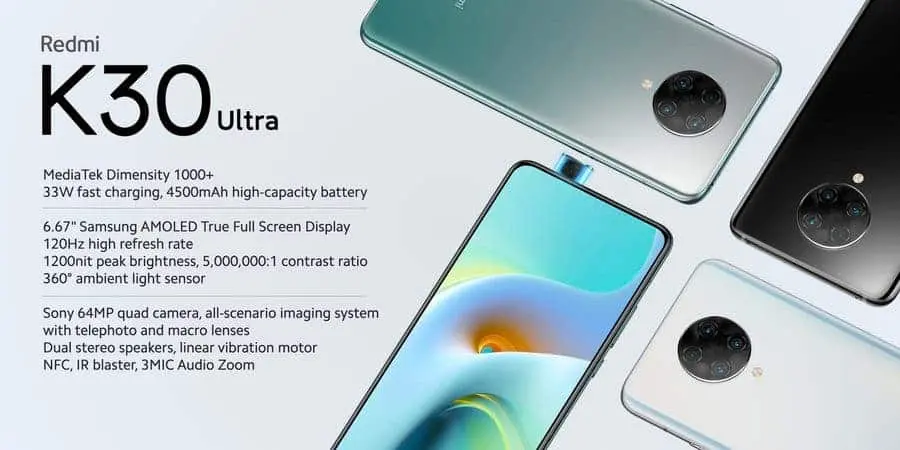 Redmi
K30 Ultra
MediaTek Dimensity 1000+
33W fast charging, 4500mAh high-capacity battery
6.67" Samsung AMOLED True Full Screen Display
120Hz high refresh rate
1200nit peak brightness, 5,000,000:1 contrast ratio
360° ambient light sensor
Sony 64MP quad camera, all-scenario imaging system
with telephoto and macro lenses
Dual stereo speakers, linear vibration motor
NFC, IR blaster, 3MIC Audio Zoom